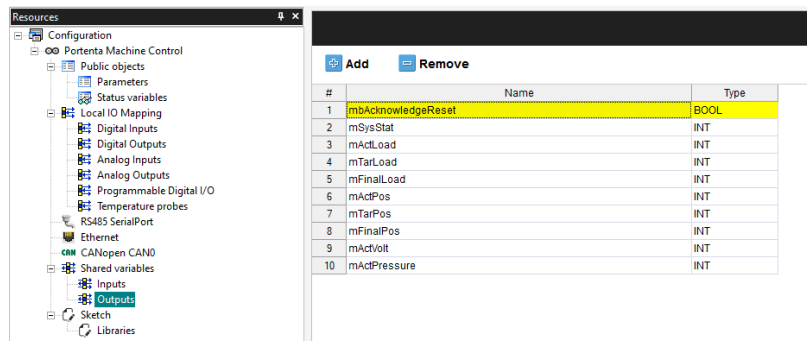 Resources
Configuration
Portenta Machine Control
Public objects
Parameters
Status variables
Local IO Mapping
Digital Inputs
Digital Outputs
Analog Inputs
Analog Outputs
Programmable Digital I/O
Temperature probes
RS485 SerialPort
Ethernet
CAN CANopen CAN0
Shared variables
Inputs
Outputs
Sketch
Libraries
Add Remove
# Name Type
1 mbAcknowledgeReset BOOL
2 mSysStat INT
3 mActLoad INT
4 mTarLoad INT
5 mFinalLoad INT
6 mActPos INT
7 mTarPos INT
8 mFinalPos INT
9 mActVolt INT
10 mActPressure INT